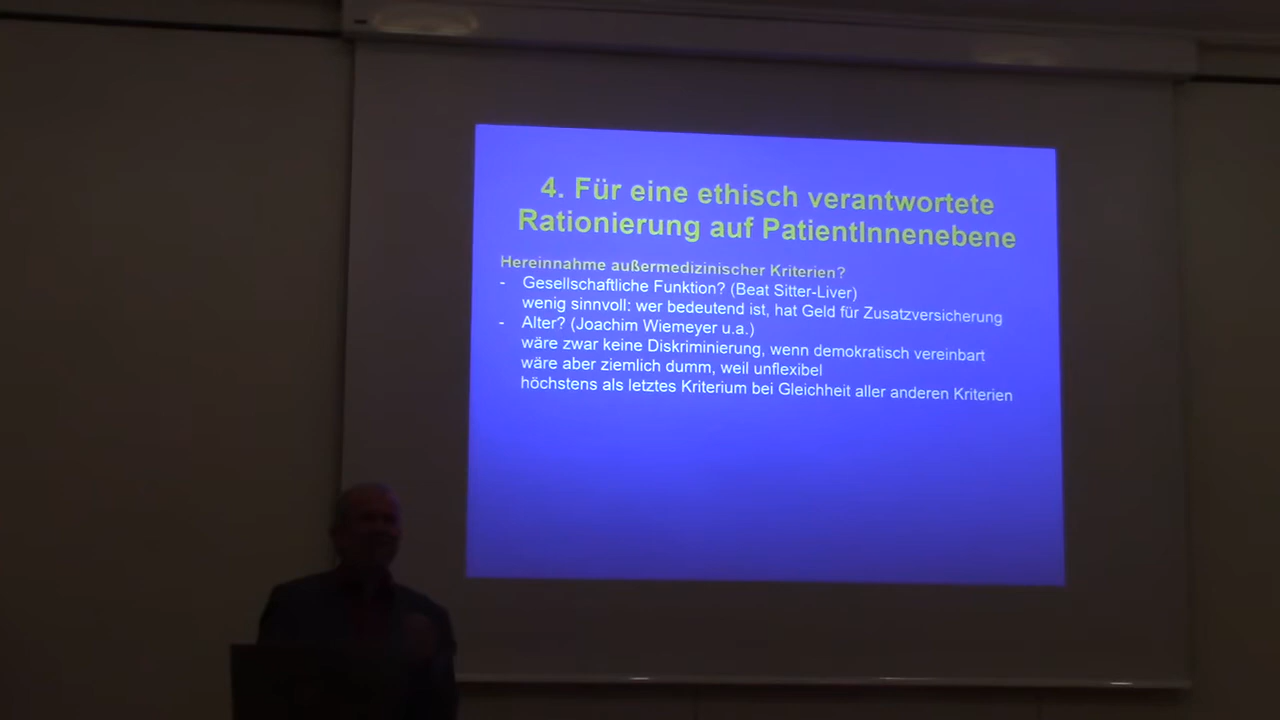 4. Für eine ethisch verantwortete
Rationierung auf PatientInnenebene
Hereinnahme außermedizinischer Kriterien?
- Gesellschaftliche Funktion? (Beat Sitter-Liver)
wenig sinnvoll: wer bedeutend ist, hat Geld für Zusatzversicherung
- Alter? (Joachim Wiemeyer u.a.)
wäre zwar keine Diskriminierung, wenn demokratisch vereinbart
wäre aber ziemlich dumm, weil unflexibel
höchstens als letztes Kriterium bei Gleichheit aller anderen Kriterien